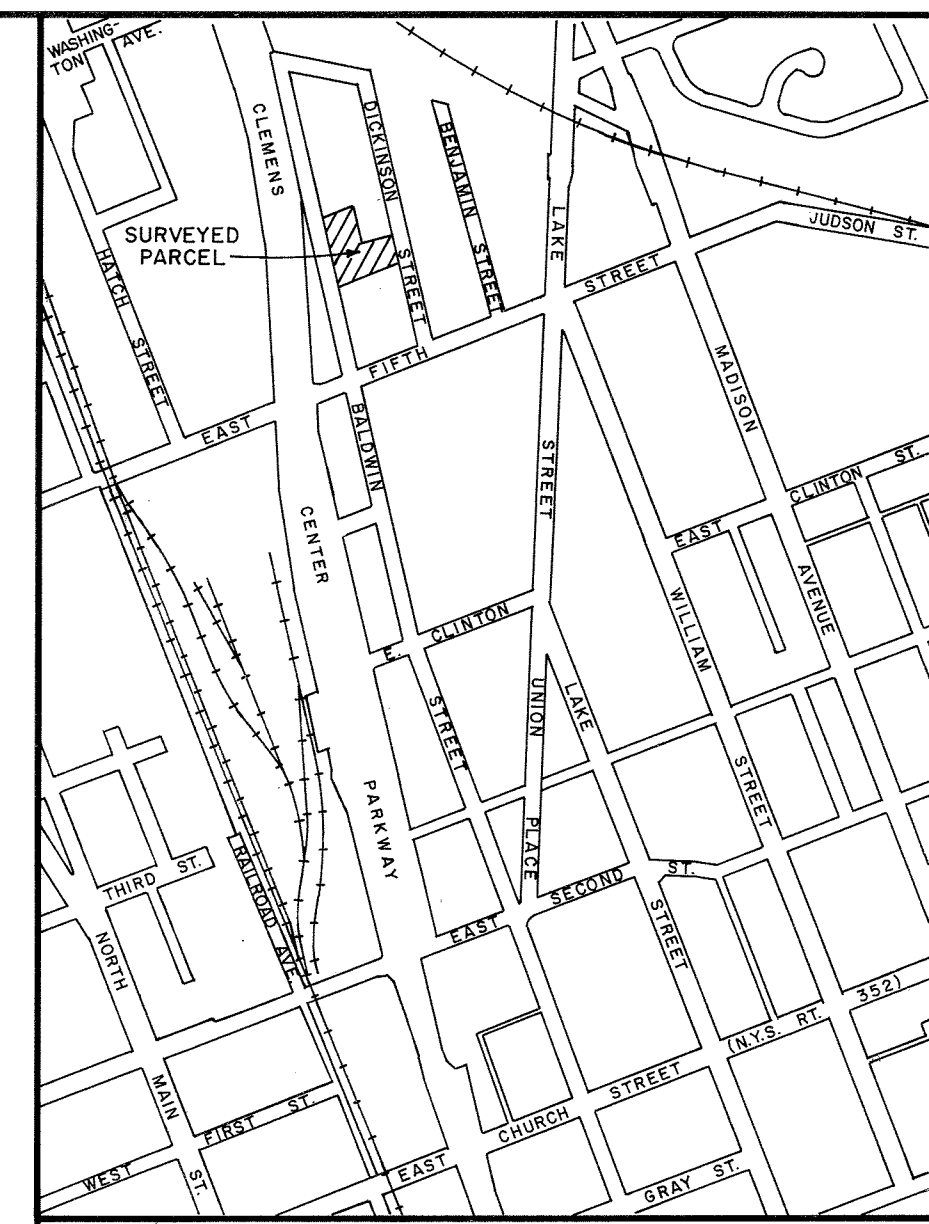 WASHING-
TON AVE.
CLEMENS
CENTER
PARKWAY
DICKINSON
STREET
BENJAMIN
STREET
LAKE
STREET
JUDSON ST.
SURVEYED
PARCEL
HATCH
STREET
EAST
FIFTH
STREET
BALDWIN
STREET
MADISON
AVENUE
EAST
CLINTON
ST.
E. CLINTON
WILLIAM
STREET
UNION
PLACE
LAKE
STREET
THIRD ST.
RAILROAD AVE.
NORTH
MAIN
ST.
EAST
SECOND
ST.
(N.Y.S. RT. 352)
WEST
FIRST ST.
EAST
CHURCH
STREET
GRAY ST.